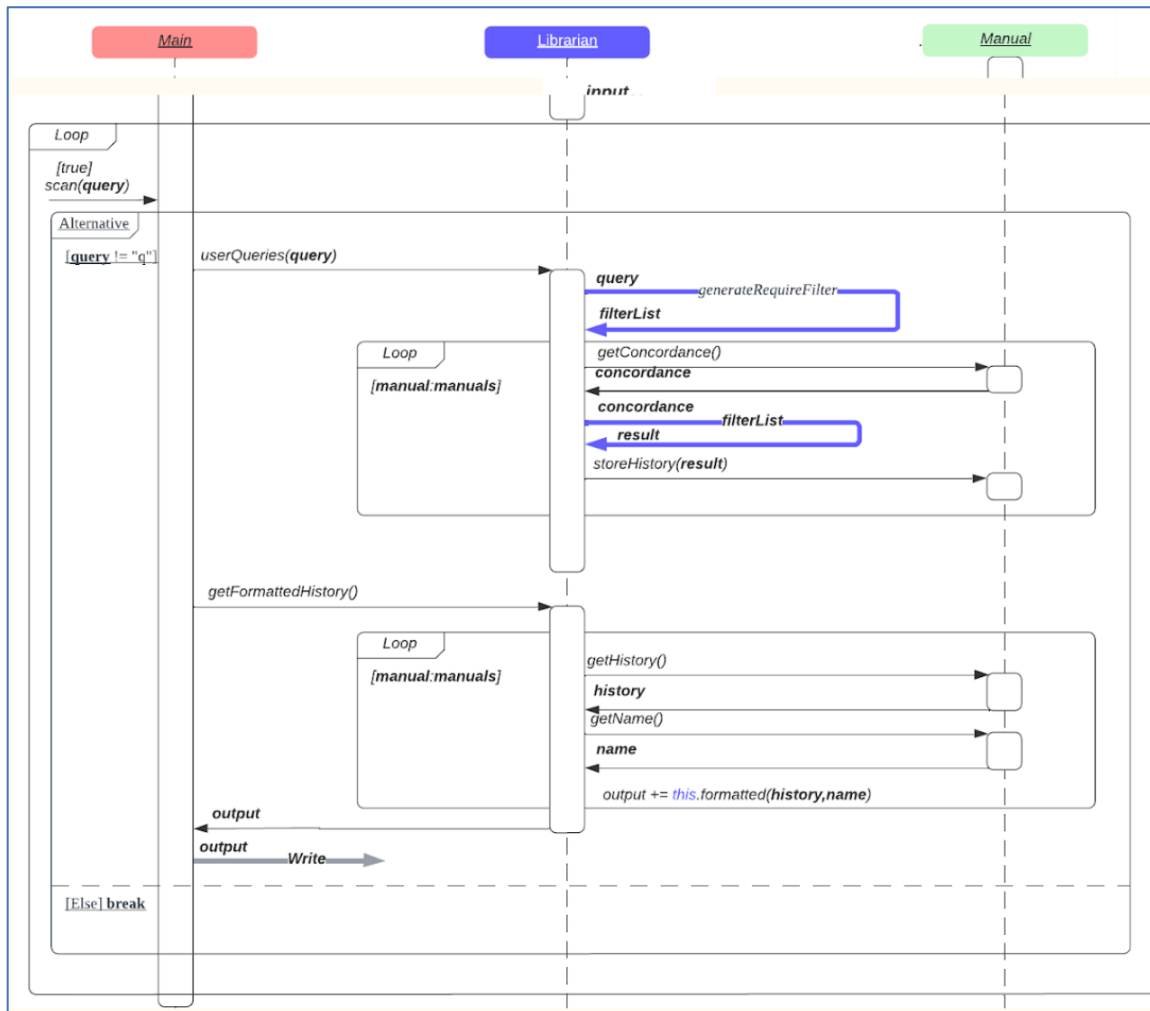 Main
Librarian
Manual
input
Loop
[true]
scan(query)
Alternative
[query != "q"]
userQueries(query)
query
generateRequireFilter
filterList
Loop
getConcordance()
[manual:manuals]
concordance
concordance
filterList
result
storeHistory(result)
getFormattedHistory()
Loop
getHistory()
[manual:manuals]
history
getName()
name
output += this.formatted(history,name)
output
output
Write
[Else] break